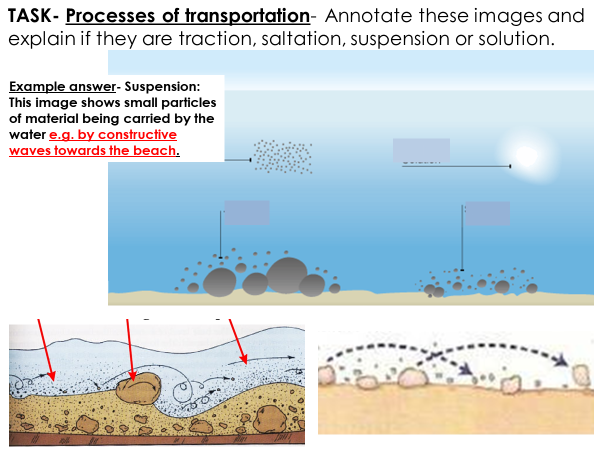 TASK- Processes of transportation- Annotate these images and
explain if they are traction, saltation, suspension or solution.
Example answer- Suspension:
This image shows small particles
of material being carried by the
water e.g. by constructive
waves towards the beach.